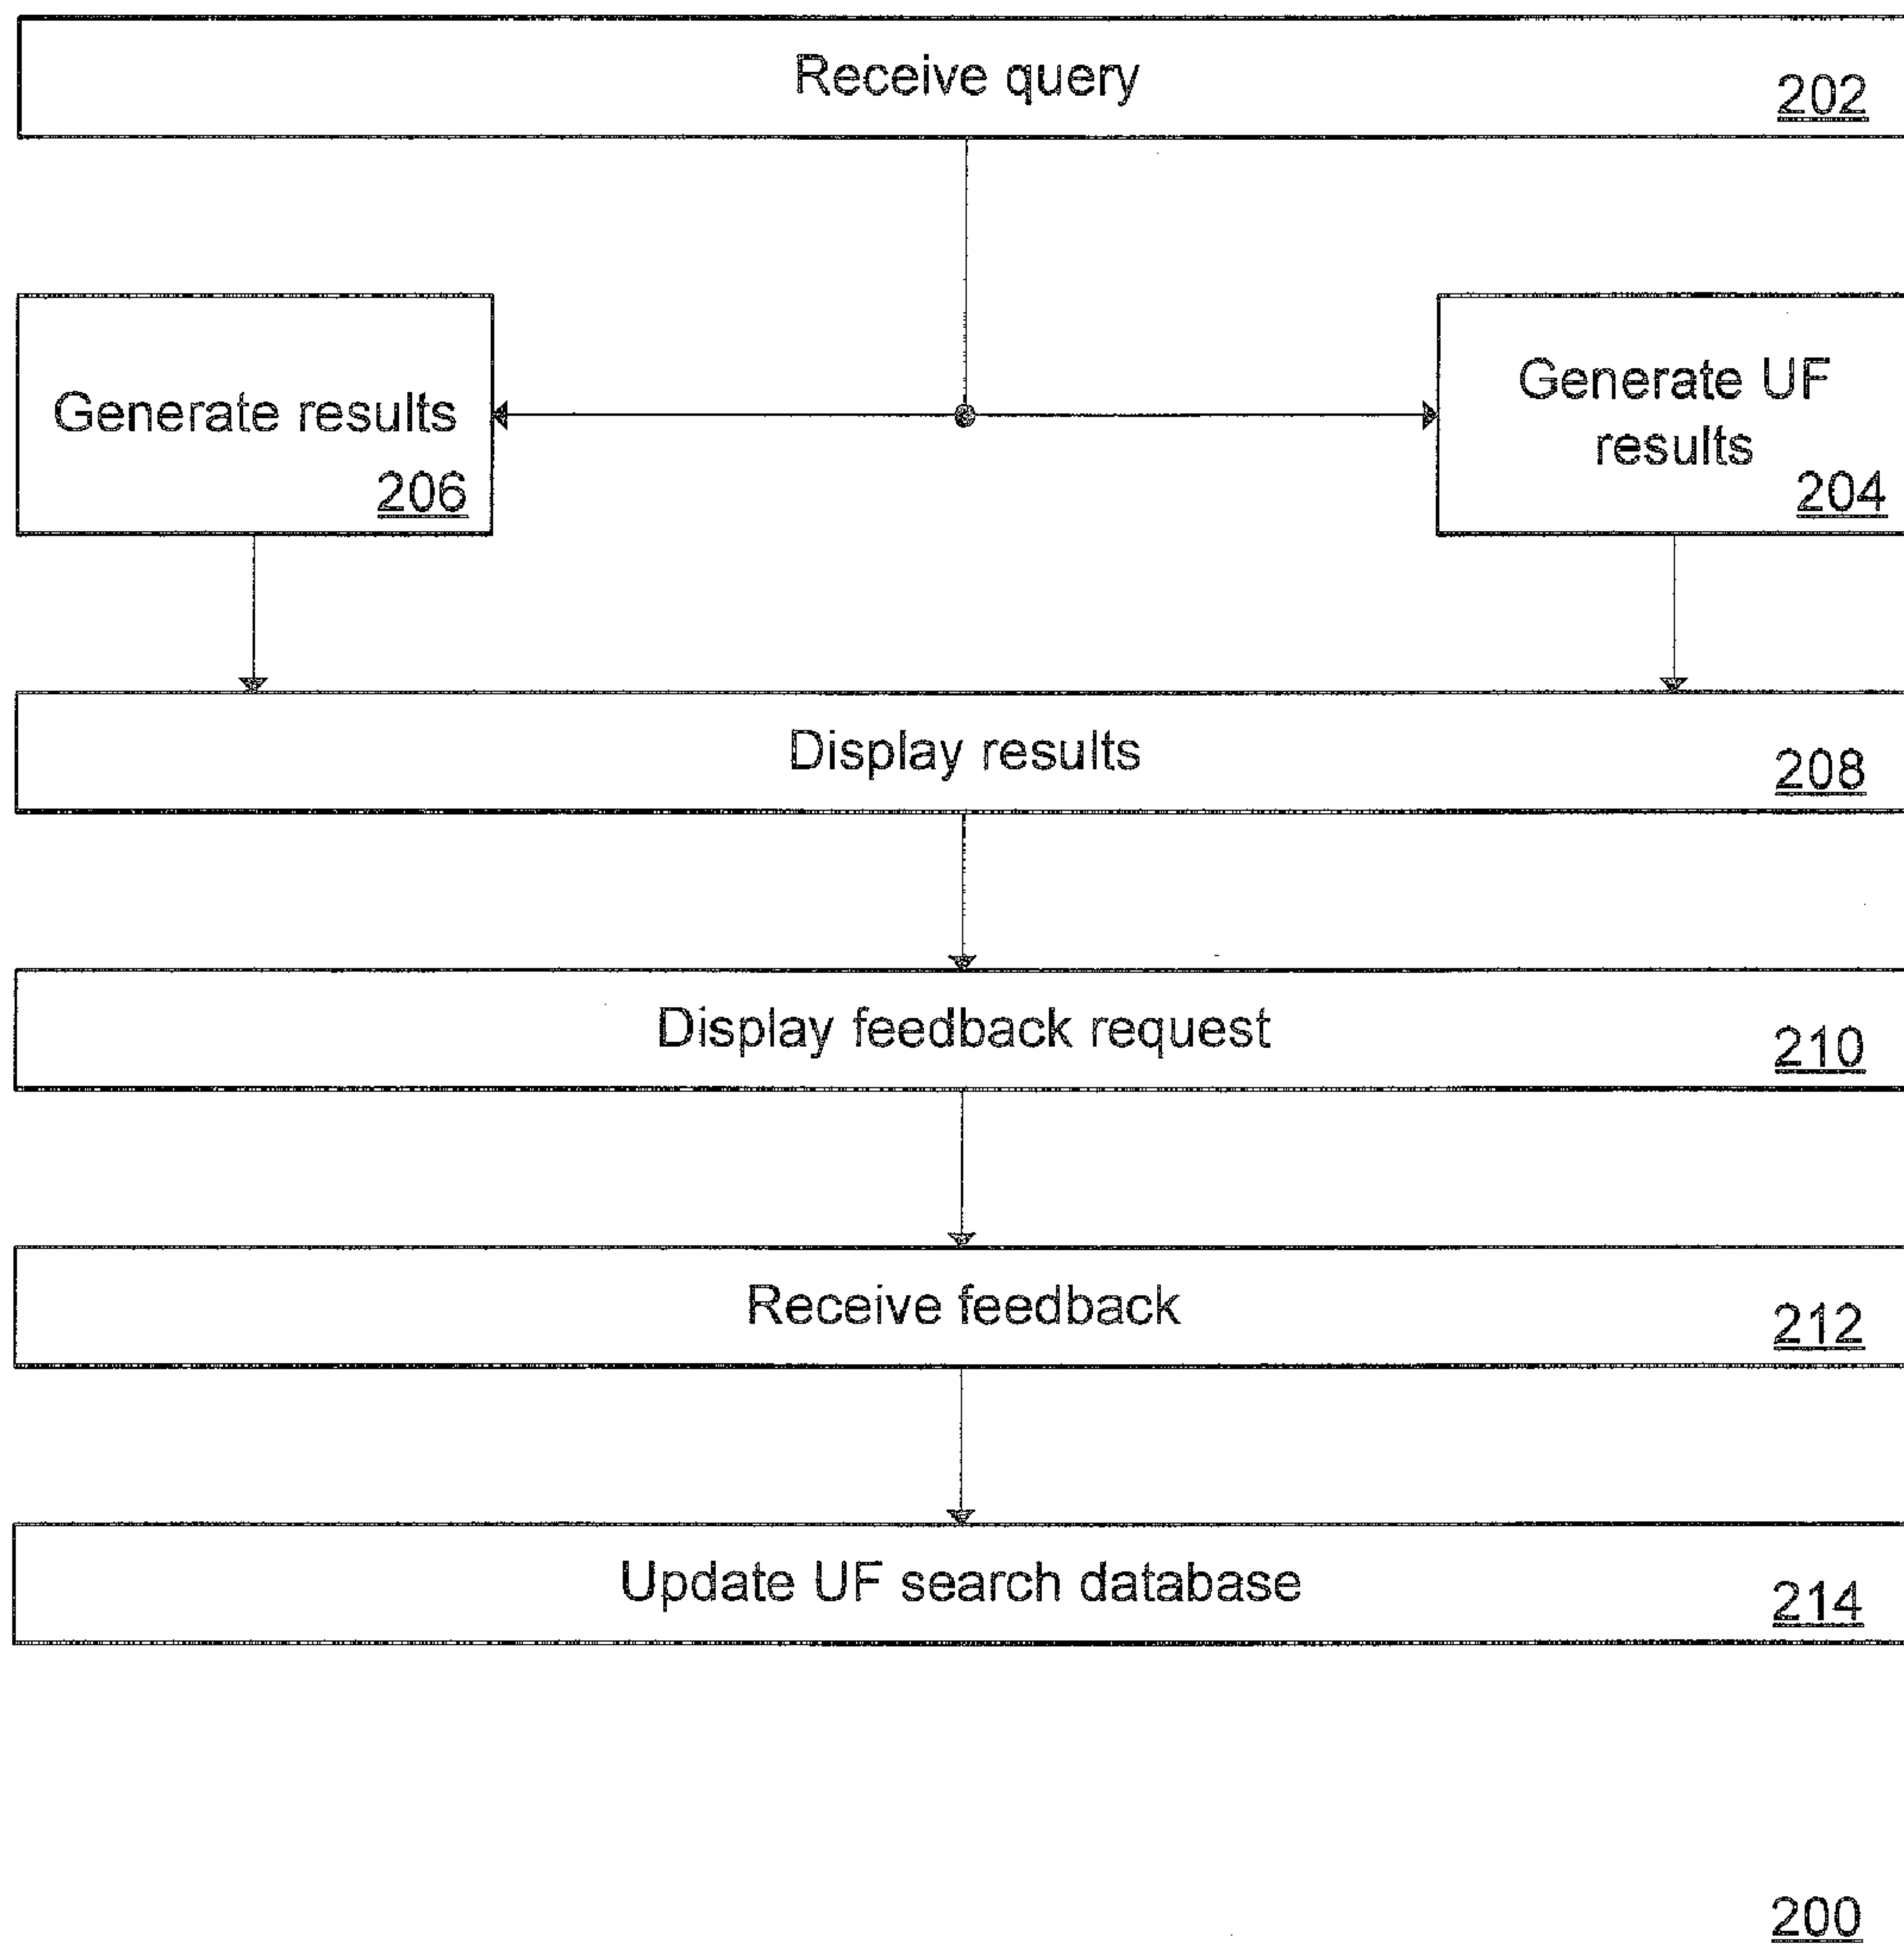 Receive query
202
Generate results
206
Generate UF
results
204
Display results
208
Display feedback request
210
Receive feedback
212
Update UF search database
214
200